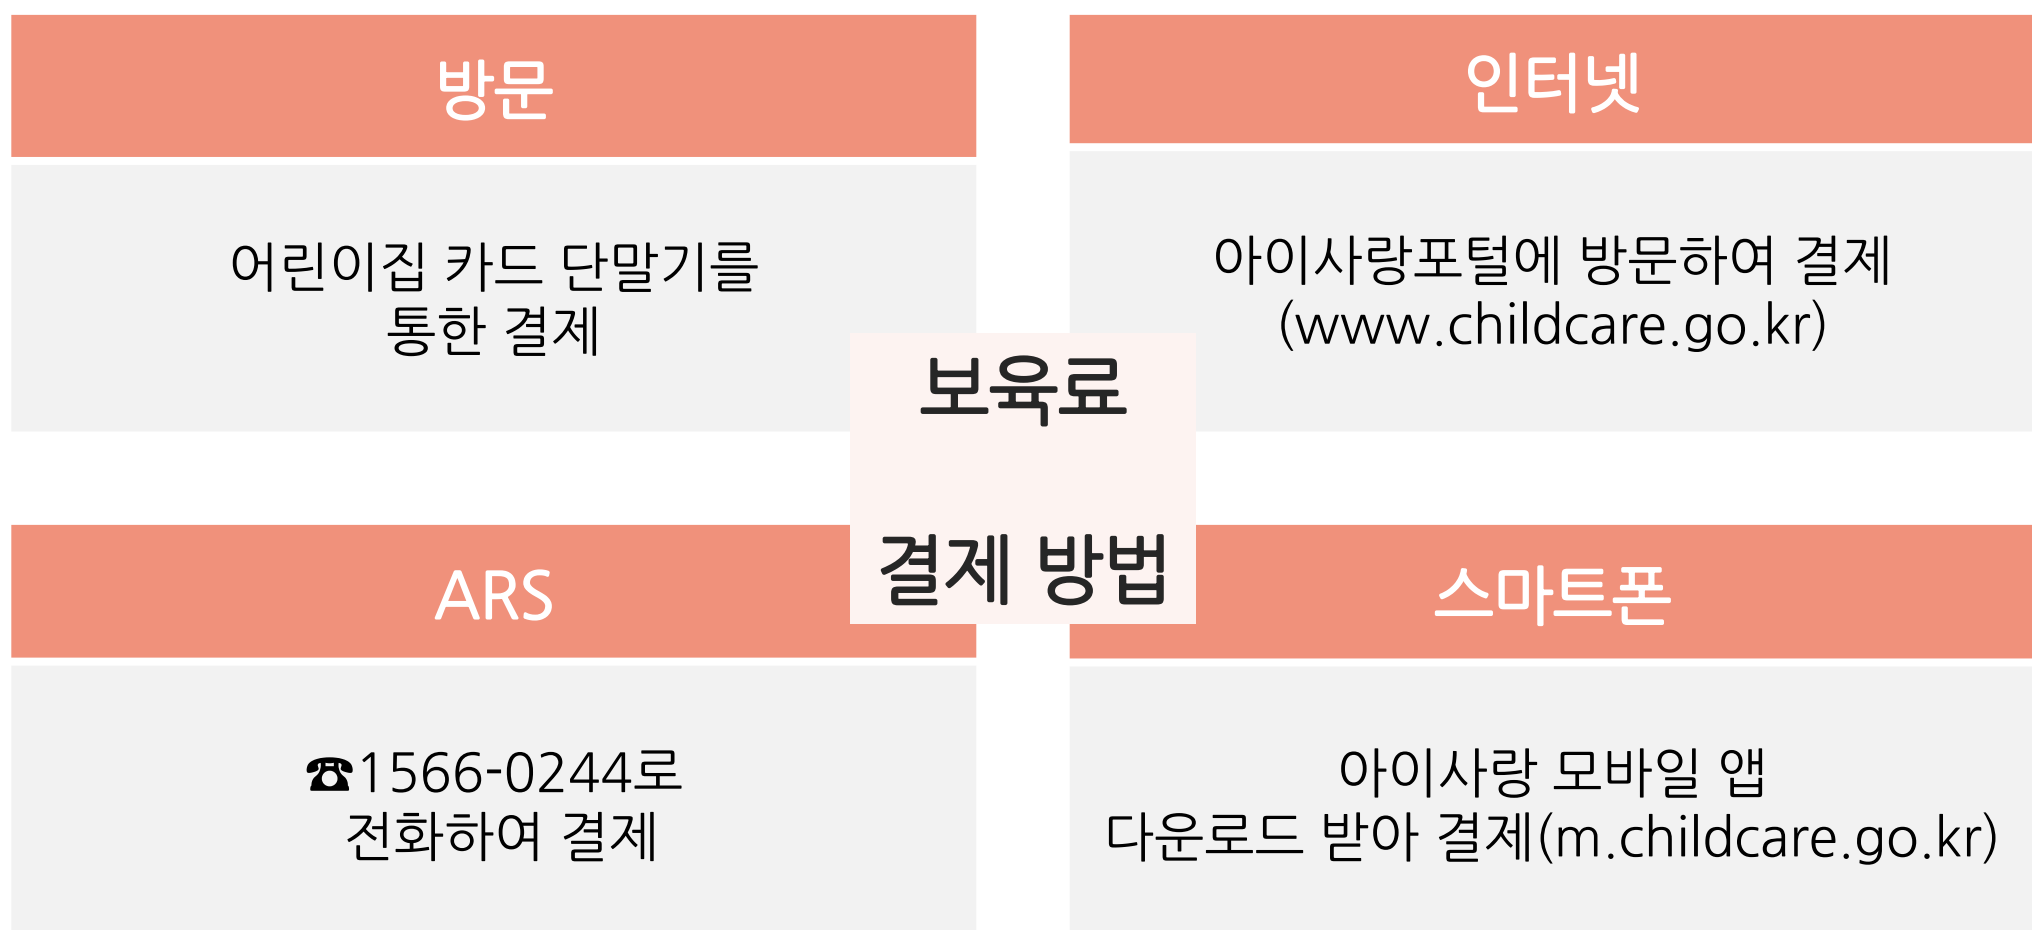 방문
어린이집 카드 단말기를
통한 결제
인터넷
아이사랑포털에 방문하여 결제
(www.childcare.go.kr)
보육료
결제 방법
ARS
☎1566-0244로
전화하여 결제
스마트폰
아이사랑 모바일 앱
다운로드 받아 결제(m.childcare.go.kr)